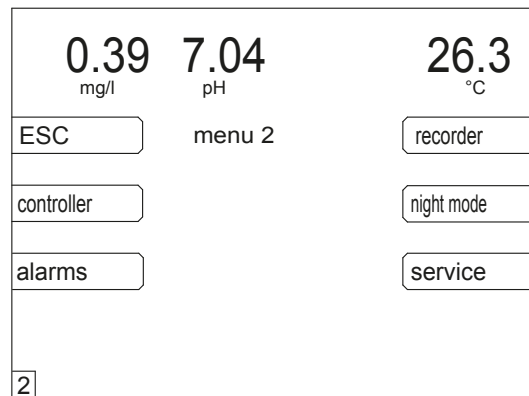 0.39 7.04 26.3
mg/l pH °C
ESC menu 2 recorder
controller night mode
alarms service
2